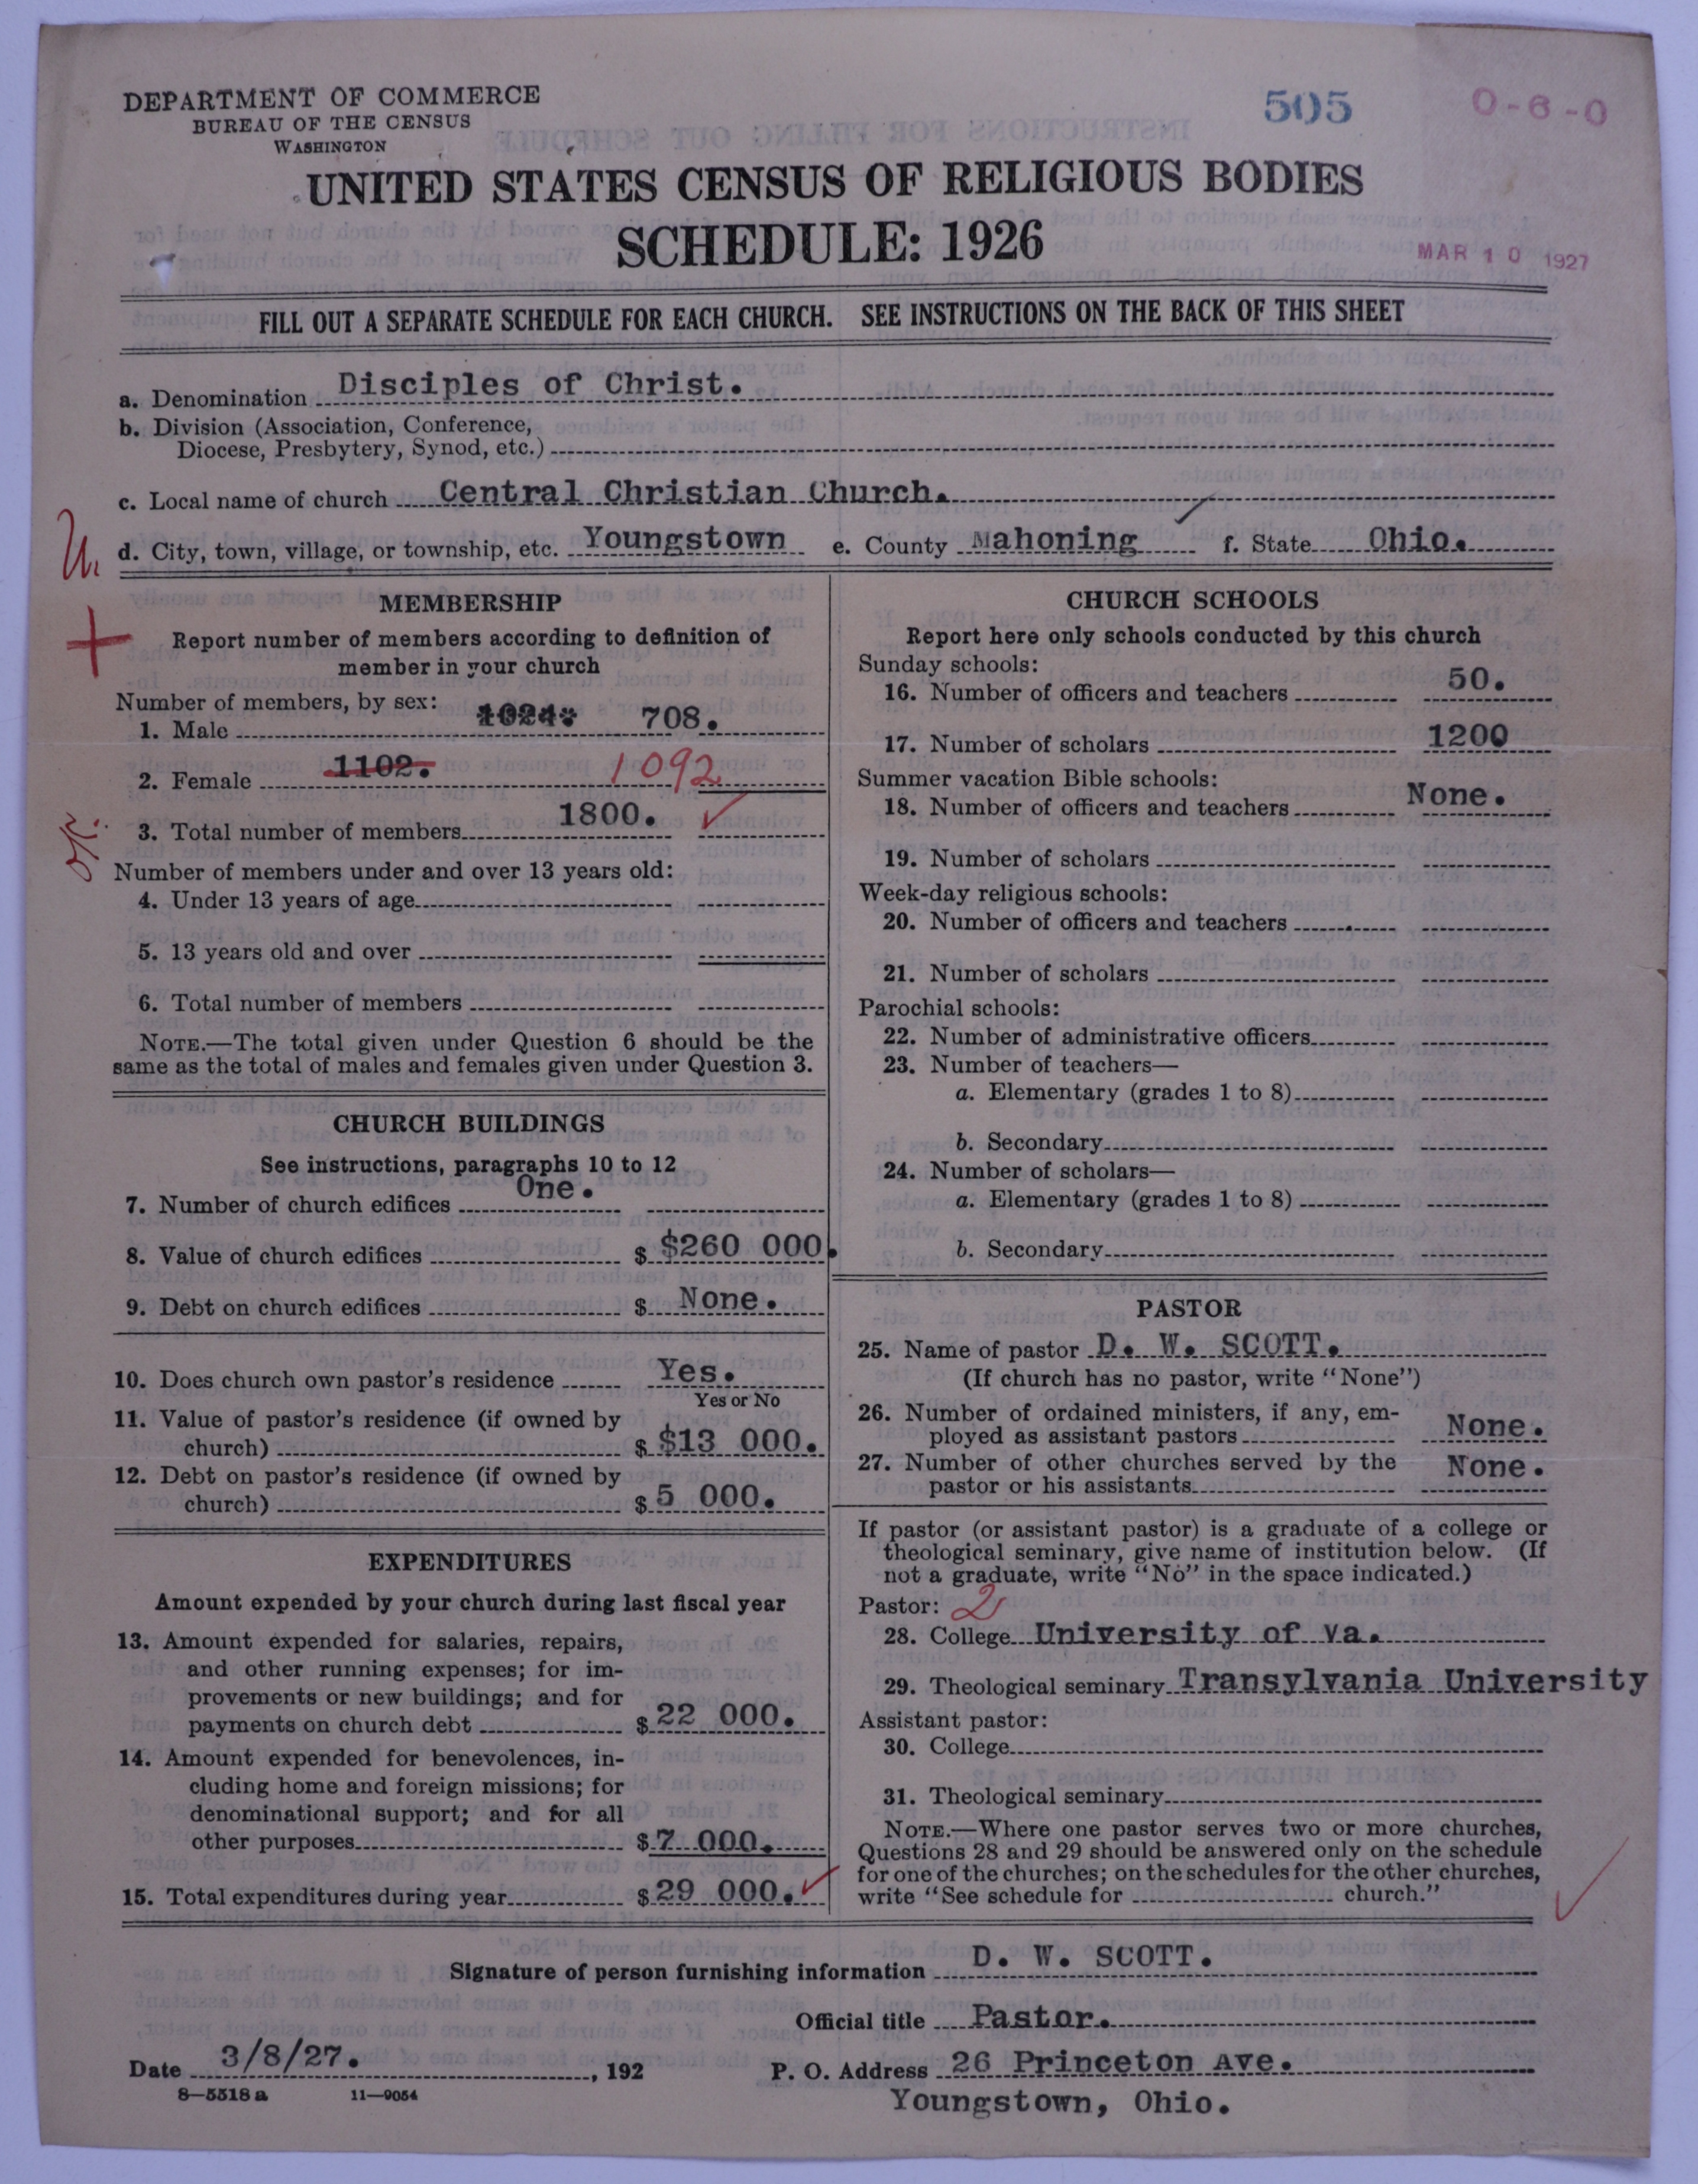 DEPARTMENT OF COMMERCE
BUREAU OF THE CENSUS
WASHINGTON
505
0-6-0
UNITED STATES CENSUS OF RELIGIOUS BODIES
SCHEDULE: 1926
MAR 10 1927
FILL OUT A SEPARATE SCHEDULE FOR EACH CHURCH. SEE INSTRUCTIONS ON THE BACK OF THIS SHEET
a. Denomination Disciples of Christ.
b. Division (Association, Conference,
Diocese, Presbytery, Synod, etc.)
c. Local name of church Central Christian Church.
d. City, town, village, or township, etc. Youngstown e. County Mahoning f. State Ohio.
MEMBERSHIP
Report number of members according to definition of
member in your church
Number of members, by sex:
1. Male 1024. 708.
2. Female 1102. 1092
3. Total number of members 1800. ✓
Number of members under and over 13 years old:
4. Under 13 years of age
5. 13 years old and over
6. Total number of members
NOTE.—The total given under Question 6 should be the
same as the total of males and females given under Question 3.
CHURCH BUILDINGS
See instructions, paragraphs 10 to 12
7. Number of church edifices One.
8. Value of church edifices $ $260 000.
9. Debt on church edifices $ None.
10. Does church own pastor's residence Yes.
Yes or No
11. Value of pastor's residence (if owned by
church) $ $13 000.
12. Debt on pastor's residence (if owned by
church) $ 5 000.
EXPENDITURES
Amount expended by your church during last fiscal year
13. Amount expended for salaries, repairs,
and other running expenses; for im-
provements or new buildings; and for
payments on church debt $ 22 000.
14. Amount expended for benevolences, in-
cluding home and foreign missions; for
denominational support; and for all
other purposes $ 7 000.
15. Total expenditures during year $ 29 000. ✓
CHURCH SCHOOLS
Report here only schools conducted by this church
Sunday schools:
16. Number of officers and teachers 50.
17. Number of scholars 1200
Summer vacation Bible schools:
18. Number of officers and teachers None.
19. Number of scholars
Week-day religious schools:
20. Number of officers and teachers
21. Number of scholars
Parochial schools:
22. Number of administrative officers
23. Number of teachers—
a. Elementary (grades 1 to 8)
b. Secondary
24. Number of scholars—
a. Elementary (grades 1 to 8)
b. Secondary
PASTOR
25. Name of pastor D. W. SCOTT.
(If church has no pastor, write "None")
26. Number of ordained ministers, if any, em-
ployed as assistant pastors None.
27. Number of other churches served by the
pastor or his assistants None.
If pastor (or assistant pastor) is a graduate of a college or
theological seminary, give name of institution below. (If
not a graduate, write "No" in the space indicated.)
Pastor: 2
28. College University of Va.
29. Theological seminary Transylvania University
Assistant pastor:
30. College
31. Theological seminary
NOTE.—Where one pastor serves two or more churches,
Questions 28 and 29 should be answered only on the schedule
for one of the churches; on the schedules for the other churches,
write "See schedule for church."
Signature of person furnishing information D. W. SCOTT.
Official title Pastor.
Date 3/8/27. , 192
P. O. Address 26 Princeton Ave.
Youngstown, Ohio.
8—5518 a 11—9054